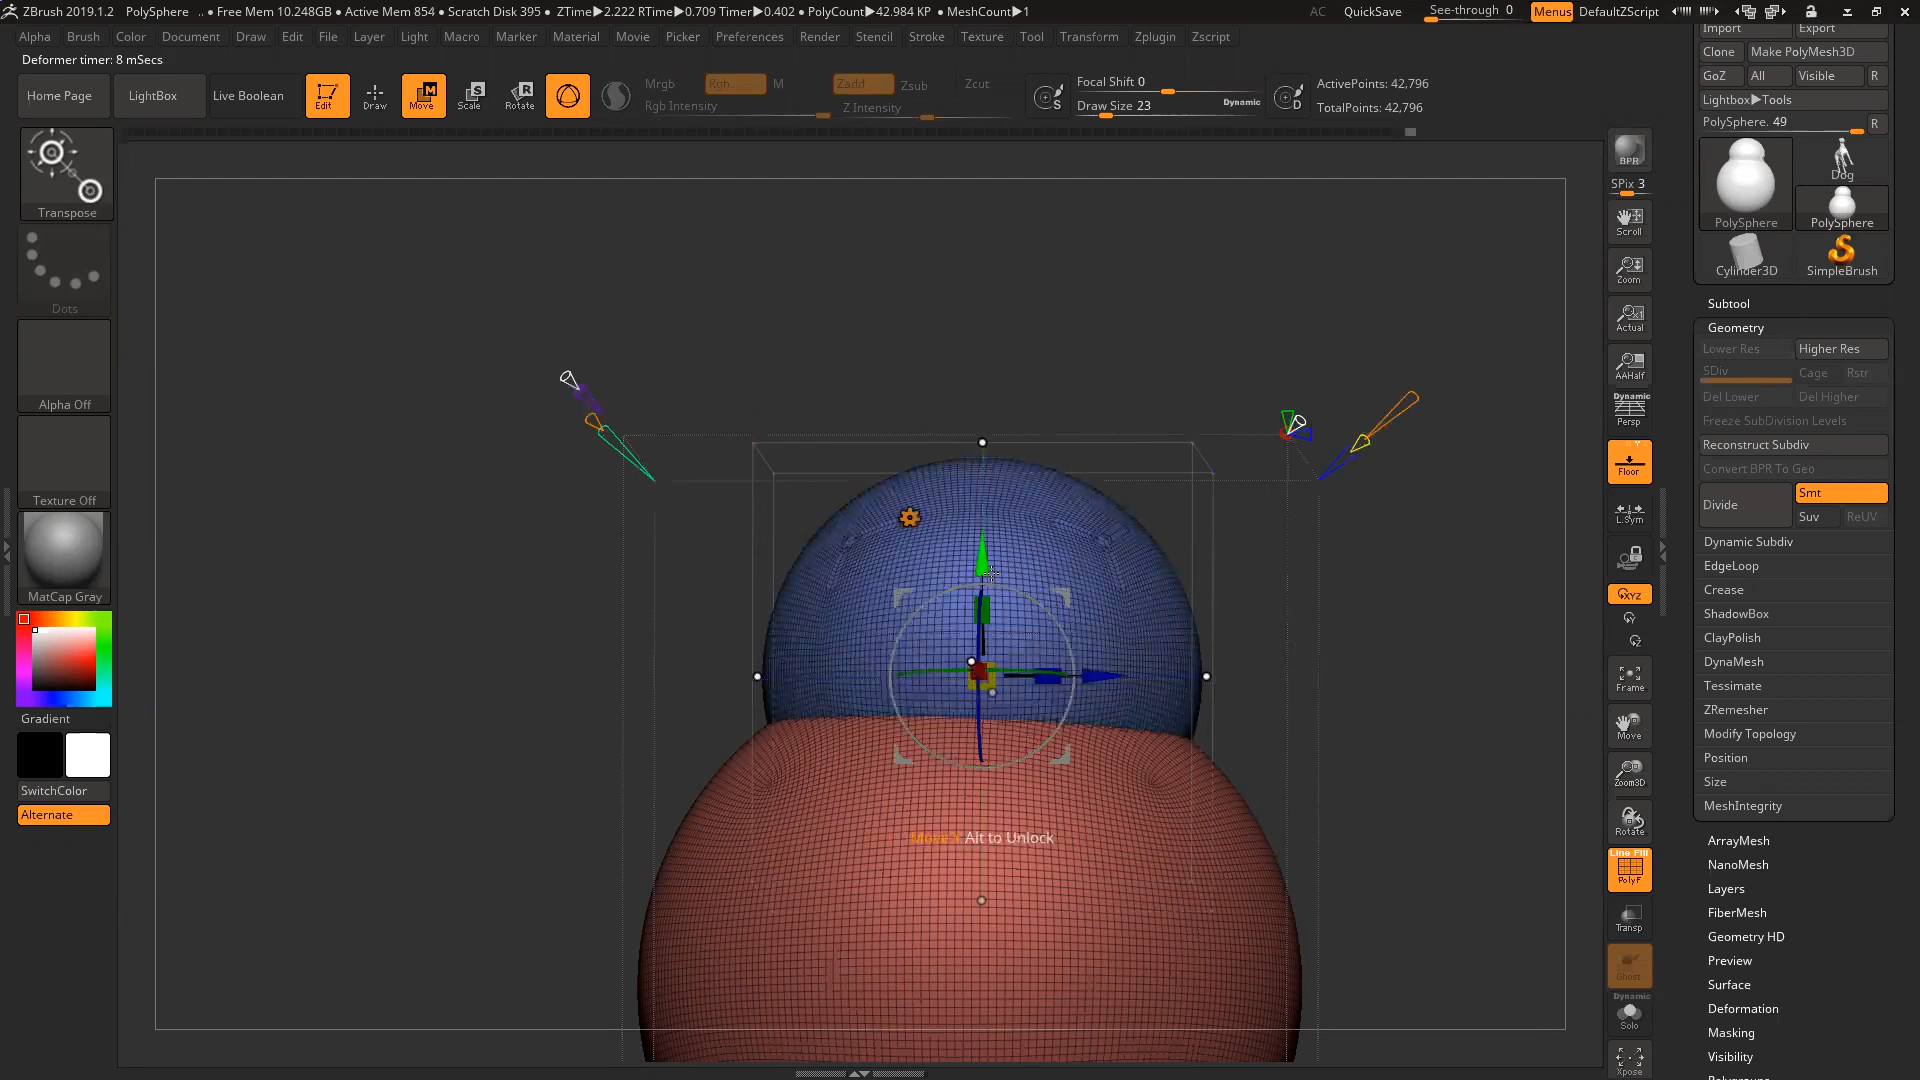 ZBrush 2019.1.2 PolySphere .. • Free Mem 10.248GB • Active Mem 854 • Scratch Disk 395 • ZTime▶2.222 RTime▶0.709 Timer▶0.402 • PolyCount▶42.984 KP • MeshCount▶1 AC QuickSave See-through 0 Menus DefaultZScript
Alpha Brush Color Document Draw Edit File Layer Light Macro Marker Material Movie Picker Preferences Render Stencil Stroke Texture Tool Transform Zplugin Zscript
Deformer timer: 8 mSecs
Home Page LightBox Live Boolean Edit Draw Move Scale Rotate
Mrgb Rgb M Zadd Zsub Zcut
Rgb Intensity Z Intensity
Focal Shift 0
Draw Size 23 Dynamic
ActivePoints: 42,796
TotalPoints: 42,796
Transpose
Dots
Alpha Off
Texture Off
MatCap Gray
Gradient
SwitchColor
Alternate
Move Y Alt to Unlock
BPR
SPix 3
Scroll
Zoom
Actual
AAHalf
Dynamic
Persp
Floor
L.Sym
XYZ
Frame
Move
Zoom3D
Rotate
Line Fill
PolyF
Transp
Ghost
Dynamic
Solo
Xpose
Import Export
Clone Make PolyMesh3D
GoZ All Visible R
Lightbox▶Tools
PolySphere. 49 R
PolySphere
Dog
PolySphere
Cylinder3D
SimpleBrush
Subtool
Geometry
Lower Res Higher Res
SDiv Cage Rstr
Del Lower Del Higher
Freeze SubDivision Levels
Reconstruct Subdiv
Convert BPR To Geo
Divide Smt
Suv ReUV
Dynamic Subdiv
EdgeLoop
Crease
ShadowBox
ClayPolish
DynaMesh
Tessimate
ZRemesher
Modify Topology
Position
Size
MeshIntegrity
ArrayMesh
NanoMesh
Layers
FiberMesh
Geometry HD
Preview
Surface
Deformation
Masking
Visibility